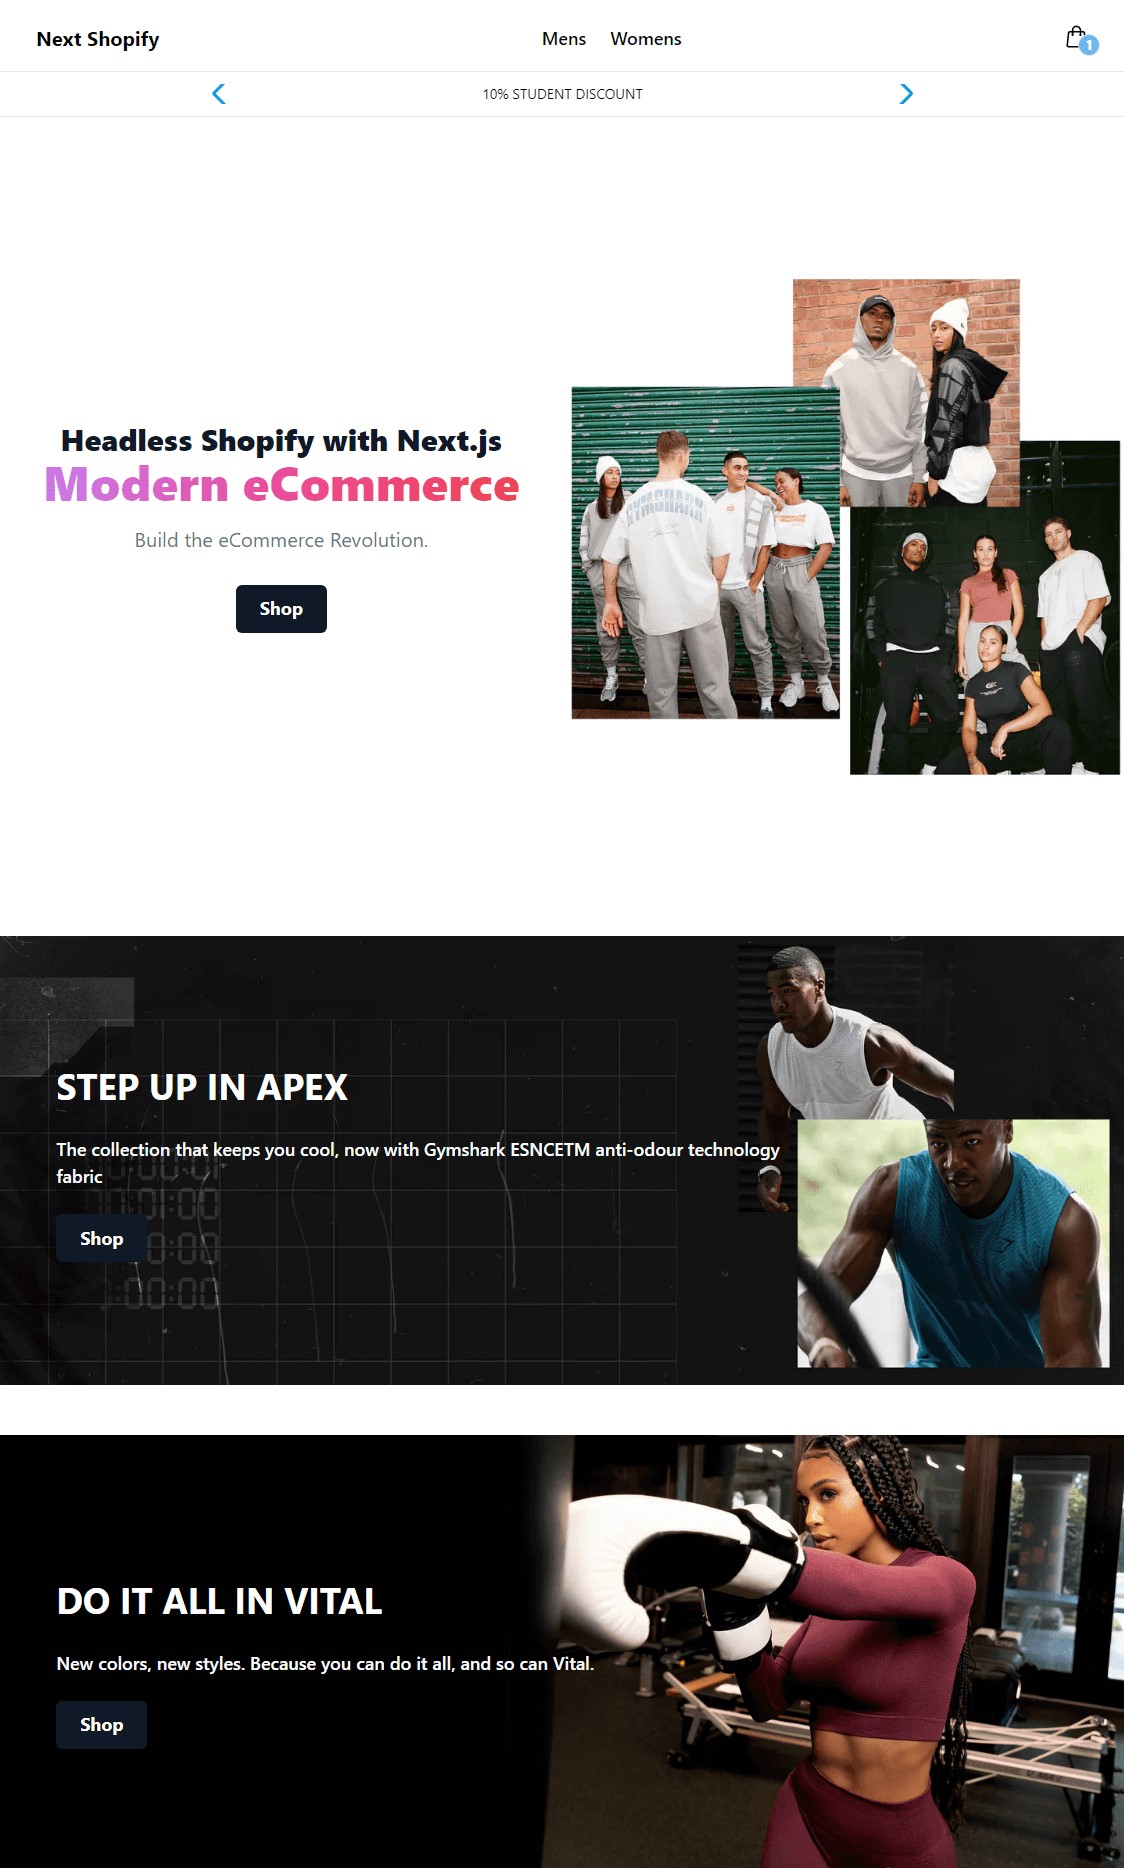 Next Shopify
Mens
Womens
1
10% STUDENT DISCOUNT
Headless Shopify with Next.js
Modern eCommerce
Build the eCommerce Revolution.
Shop
GYMSHARK
STEP UP IN APEX
The collection that keeps you cool, now with Gymshark ESNCETM anti-odour technology
fabric
Shop
:00:00
DO IT ALL IN VITAL
New colors, new styles. Because you can do it all, and so can Vital.
Shop